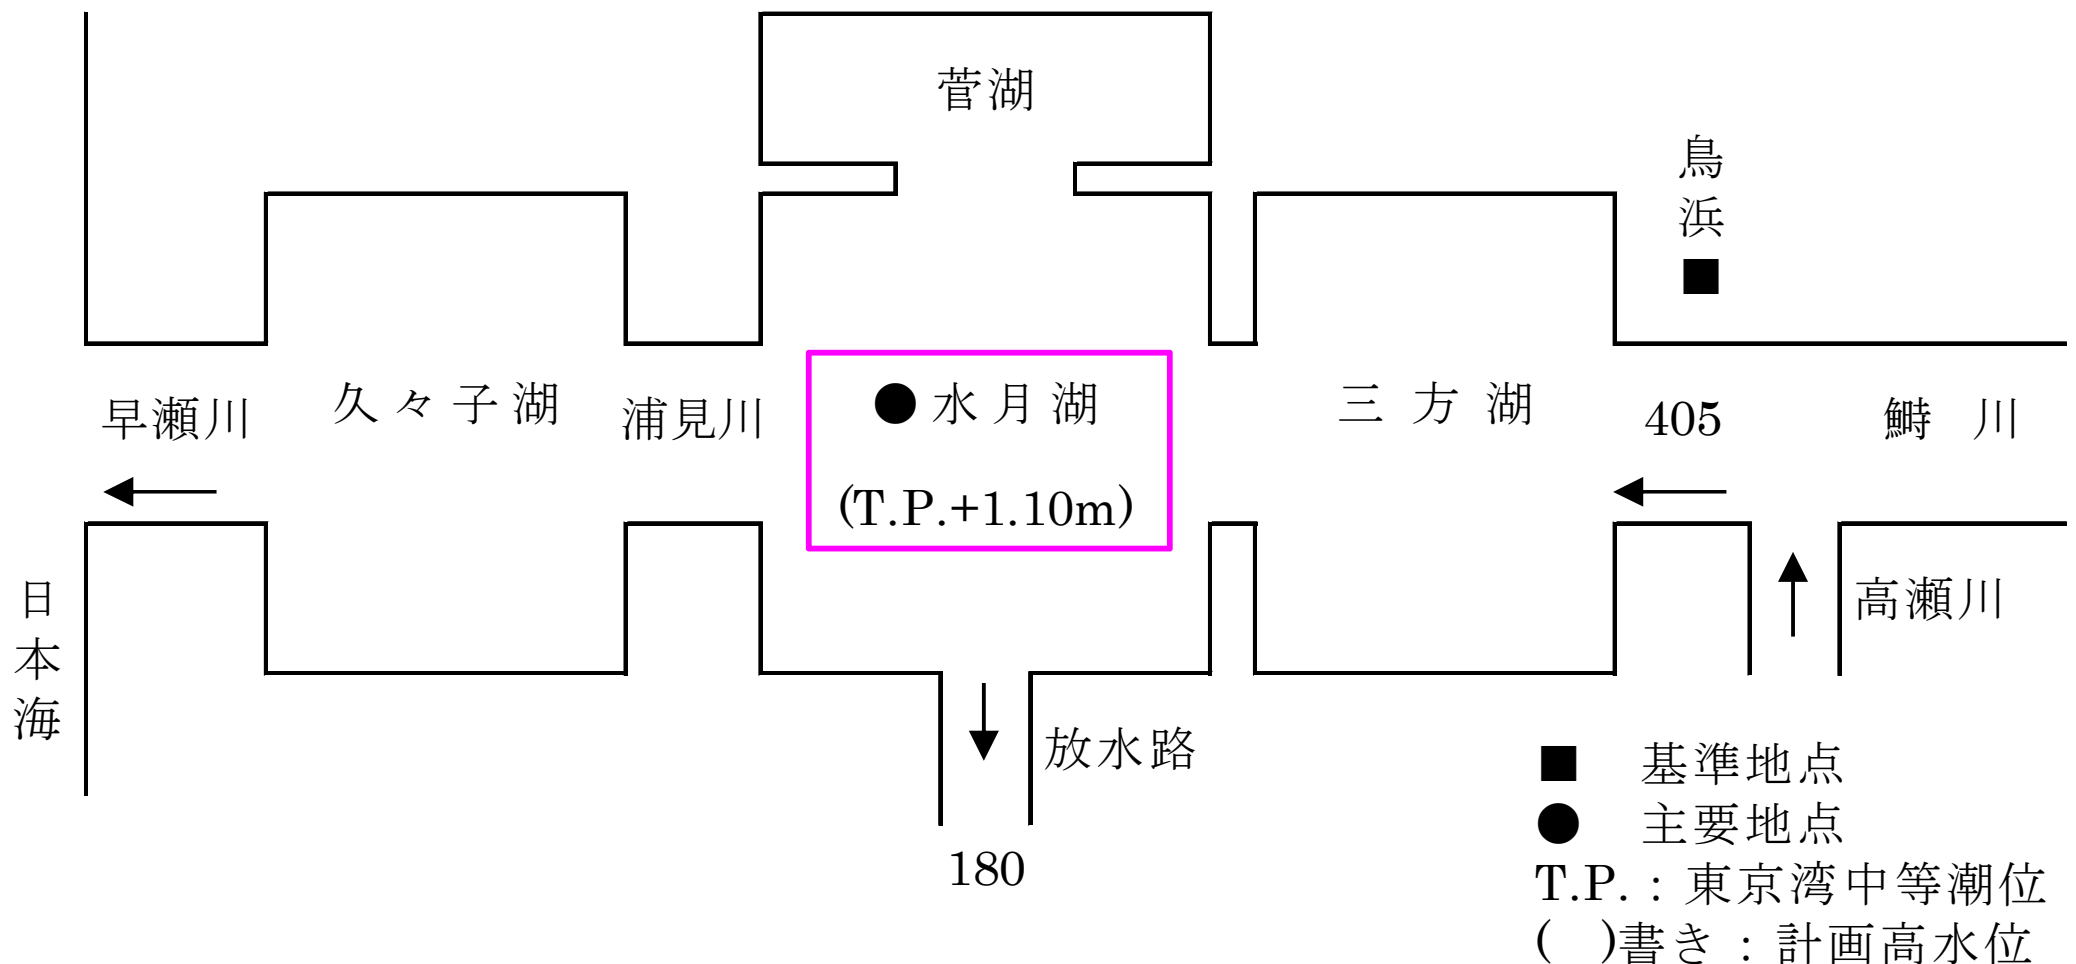 菅湖
鳥浜
■
早瀬川
久々子湖
浦見川
●水月湖
(T.P.+1.10m)
三方湖
405
鰣川
日本海
高瀬川
放水路
180
■ 基準地点
● 主要地点
T.P.：東京湾中等潮位
( )書き：計画高水位